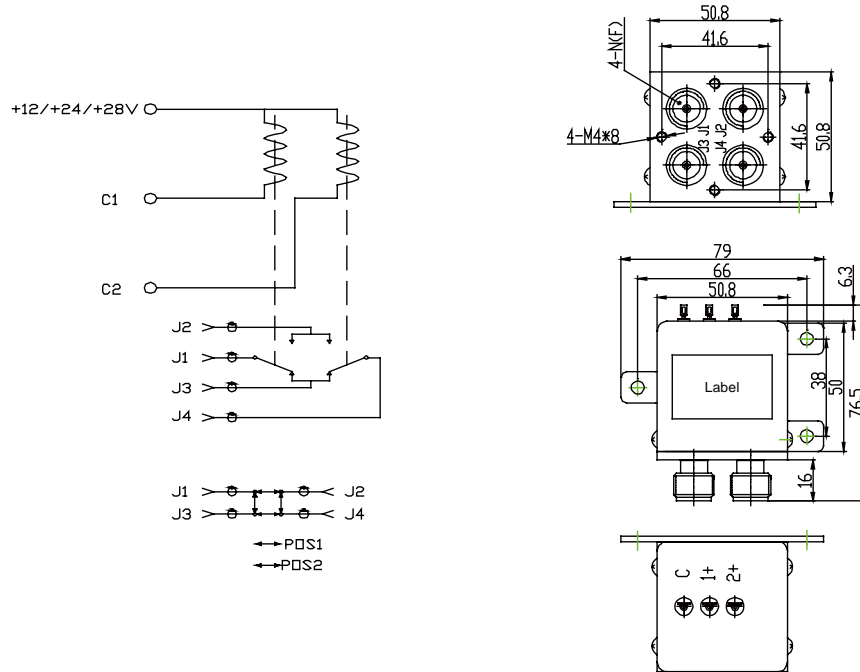 +12/+24/+28V
C1
C2
J2
J1
J3
J4
J1 J2
J3 J4
POS1
POS2
50.8
41.6
4-N(F)
4-M4*8
J1 J2
J3 J4
41.6
50.8
79
66
50.8
6.3
Label
38
50
76.5
16
C 1+ 2+